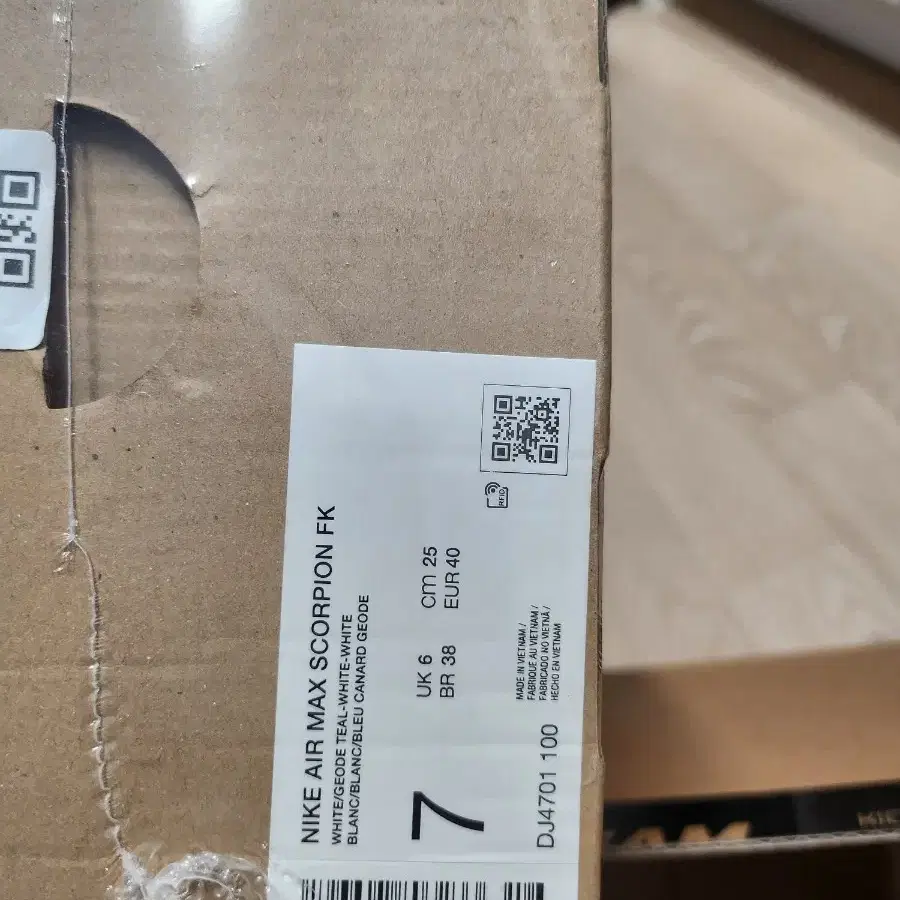 NIKE AIR MAX SCORPION FK
WHITE/GEODE TEAL-WHITE-WHITE
BLANC/BLANC/BLEU CANARD GEODE
7
UK 6
cm 25
BR 38
EUR 40
DJ4701 100
MADE IN VIETNAM /
FABRIQUE AU VIETNAM /
FABRICADO NO VIETNÃ /
HECHO EN VIETNAM
RFID